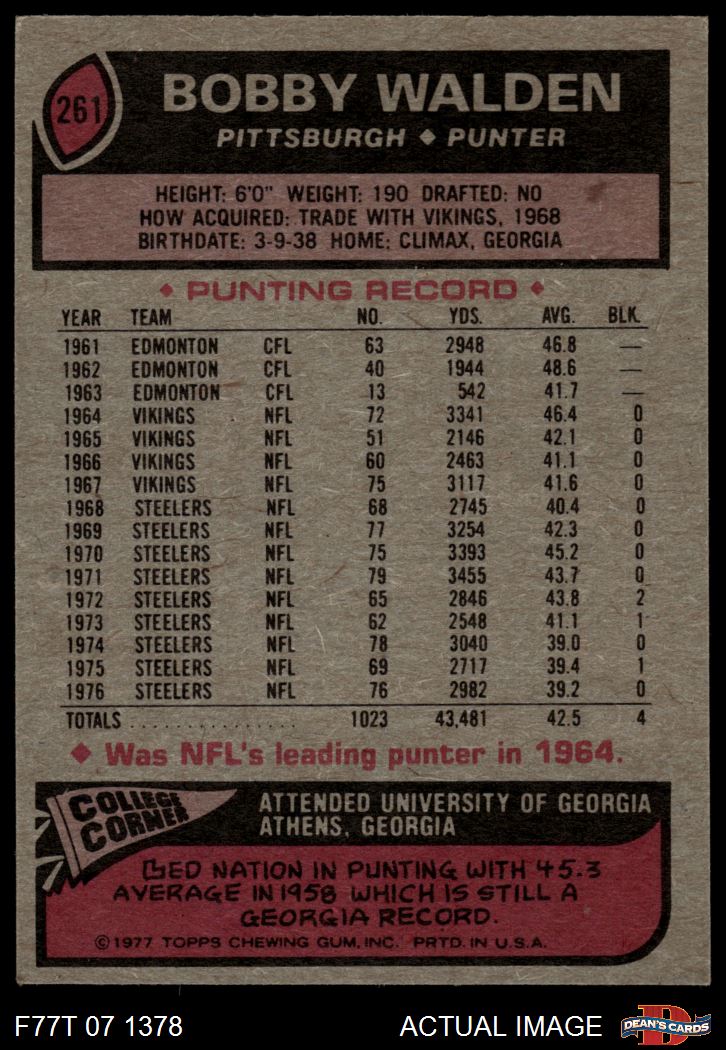 261
BOBBY WALDEN
PITTSBURGH ♦ PUNTER
HEIGHT: 6'0" WEIGHT: 190 DRAFTED: NO
HOW ACQUIRED: TRADE WITH VIKINGS, 1968
BIRTHDATE: 3-9-38 HOME: CLIMAX, GEORGIA
♦ PUNTING RECORD ♦
YEAR TEAM NO. YDS. AVG. BLK.
1961 EDMONTON CFL 63 2948 46.8 —
1962 EDMONTON CFL 40 1944 48.6 —
1963 EDMONTON CFL 13 542 41.7 —
1964 VIKINGS NFL 72 3341 46.4 0
1965 VIKINGS NFL 51 2146 42.1 0
1966 VIKINGS NFL 60 2463 41.1 0
1967 VIKINGS NFL 75 3117 41.6 0
1968 STEELERS NFL 68 2745 40.4 0
1969 STEELERS NFL 77 3254 42.3 0
1970 STEELERS NFL 75 3393 45.2 0
1971 STEELERS NFL 79 3455 43.7 0
1972 STEELERS NFL 65 2846 43.8 2
1973 STEELERS NFL 62 2548 41.1 1
1974 STEELERS NFL 78 3040 39.0 0
1975 STEELERS NFL 69 2717 39.4 1
1976 STEELERS NFL 76 2982 39.2 0
TOTALS ................ 1023 43,481 42.5 4
♦ Was NFL's leading punter in 1964.
COLLEGE
CORNER
ATTENDED UNIVERSITY OF GEORGIA
ATHENS, GEORGIA
LED NATION IN PUNTING WITH 45.3
AVERAGE IN 1958 WHICH IS STILL A
GEORGIA RECORD.
© 1977 TOPPS CHEWING GUM, INC. PRTD. IN U.S.A.
F77T 07 1378 ACTUAL IMAGE
D
DEAN'S CARDS